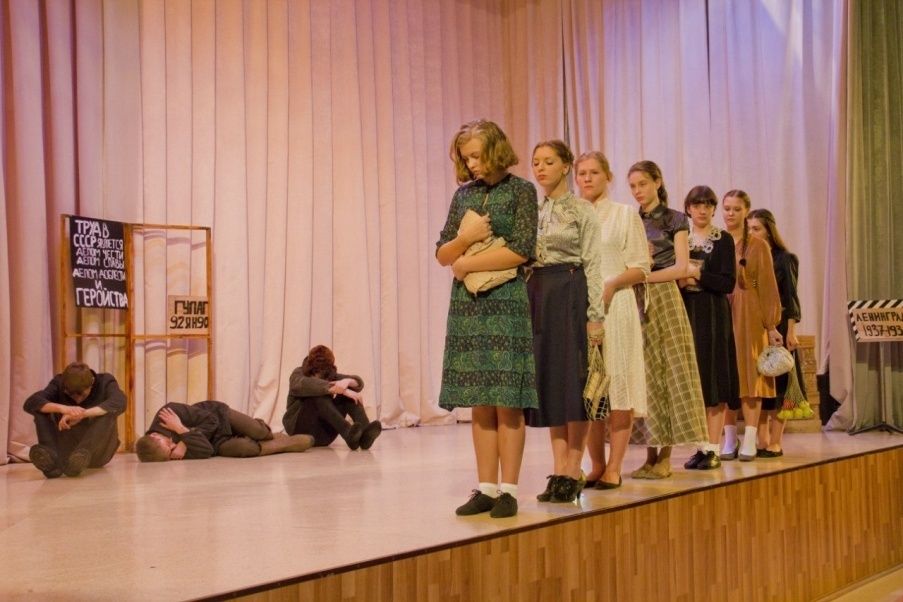 ТРУД В
СССР ЯВЛЯЕТСЯ
ДЕЛОМ ЧЕСТИ
ДЕЛОМ СЛАВЫ
ДЕЛОМ ДОБЛЕСТИ
И
ГЕРОЙСТВА
ГУЛАГ
ЛЕНИНГРАД